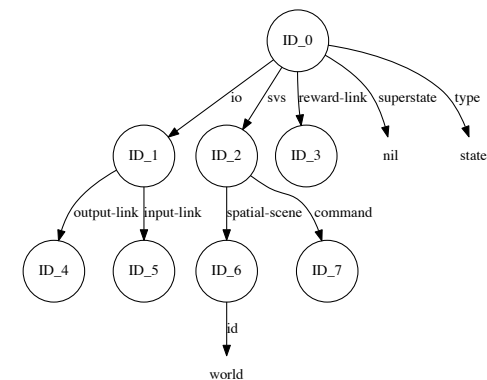 ID_0
io
svs
reward-link
superstate
type
ID_1
ID_2
ID_3
nil
state
output-link
input-link
spatial-scene
command
ID_4
ID_5
ID_6
ID_7
id
world